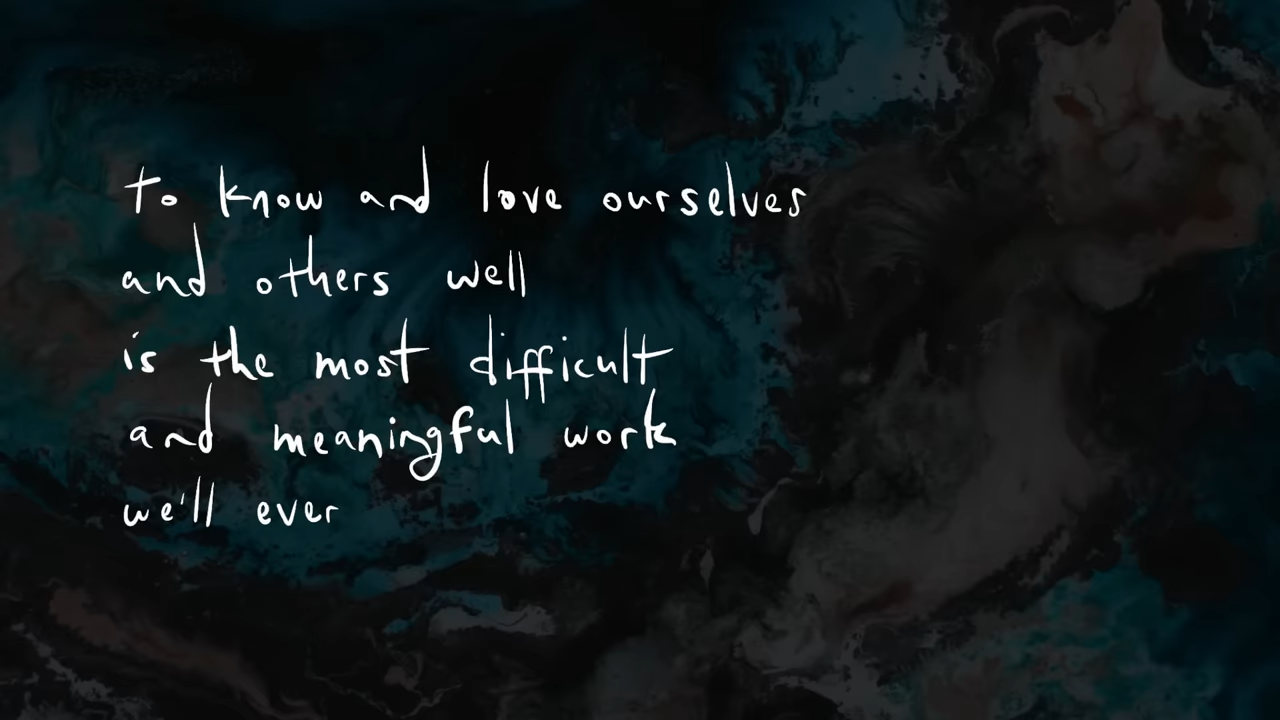 to know and love ourselves
and others well
is the most difficult
and meaningful work
we'll ever